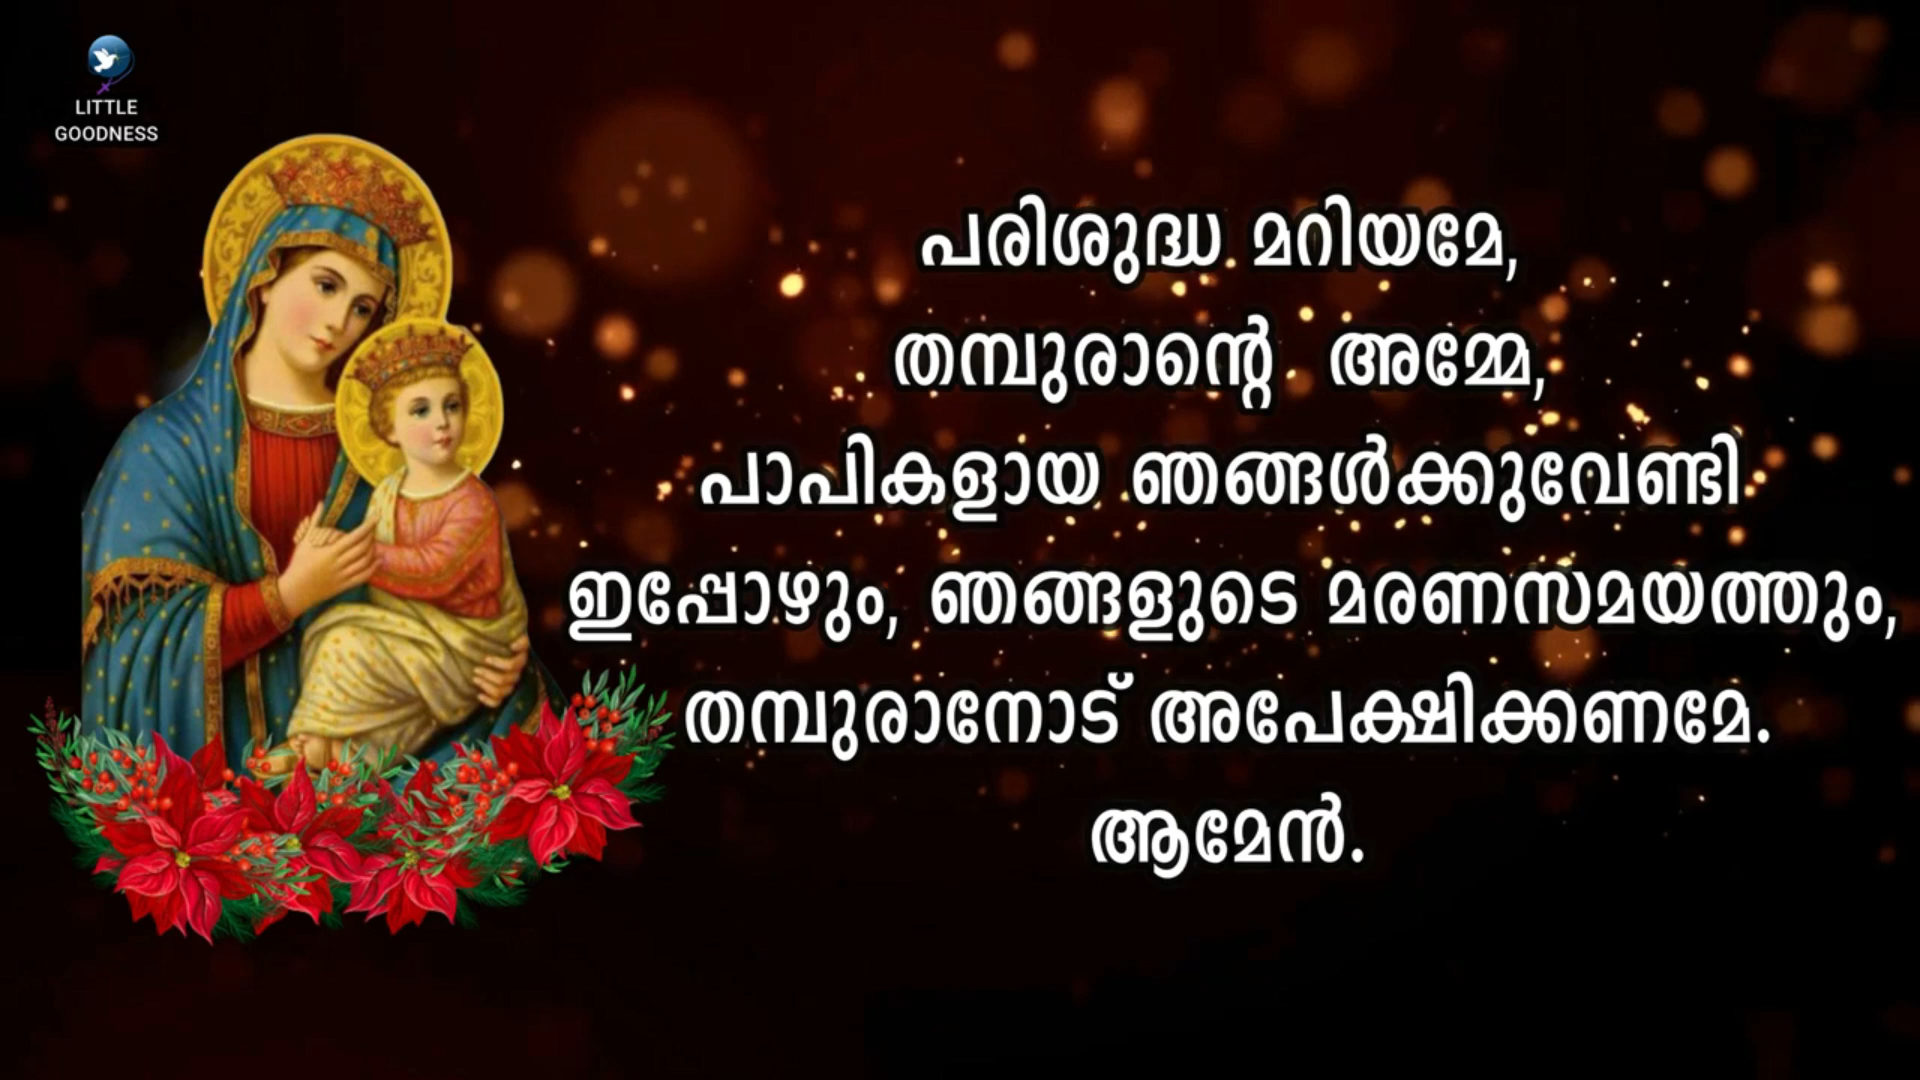 LITTLE
GOODNESS
പരിശുദ്ധ മറിയമേ,
തമ്പുരാന്റെ അമ്മേ,
പാപികളായ ഞങ്ങൾക്കുവേണ്ടി
ഇപ്പോഴും, ഞങ്ങളുടെ മരണസമയത്തും,
തമ്പുരാനോട് അപേക്ഷിക്കണമേ.
ആമേൻ.